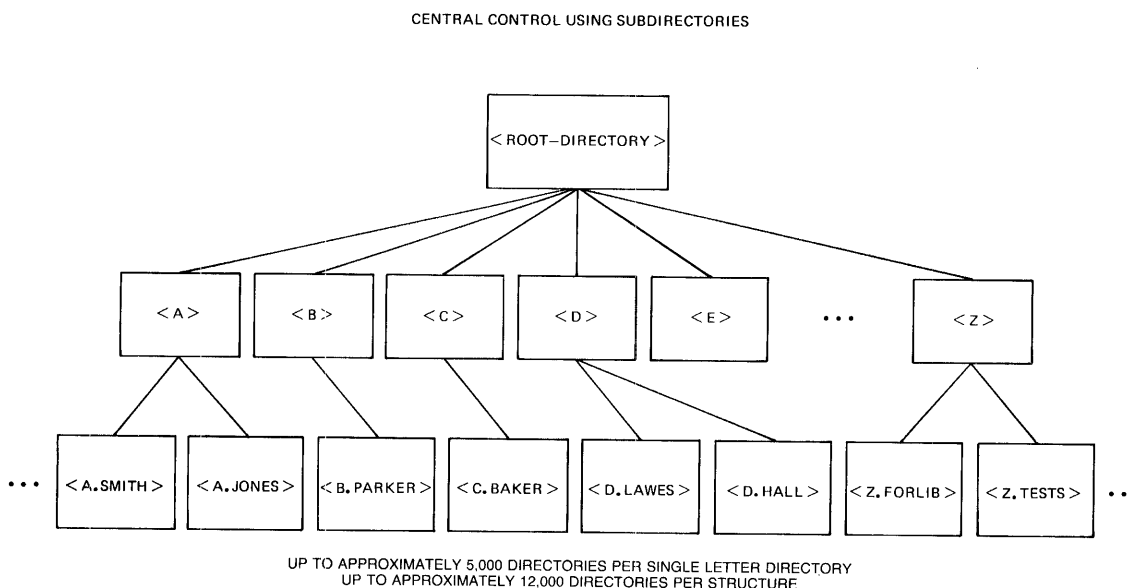 CENTRAL CONTROL USING SUBDIRECTORIES
<ROOT-DIRECTORY>
<A> <B> <C> <D> <E> ••• <Z>
••• <A.SMITH> <A.JONES> <B.PARKER> <C.BAKER> <D.LAWES> <D.HALL> <Z.FORLIB> <Z.TESTS> ••
UP TO APPROXIMATELY 5,000 DIRECTORIES PER SINGLE LETTER DIRECTORY
UP TO APPROXIMATELY 12,000 DIRECTORIES PER STRUCTURE